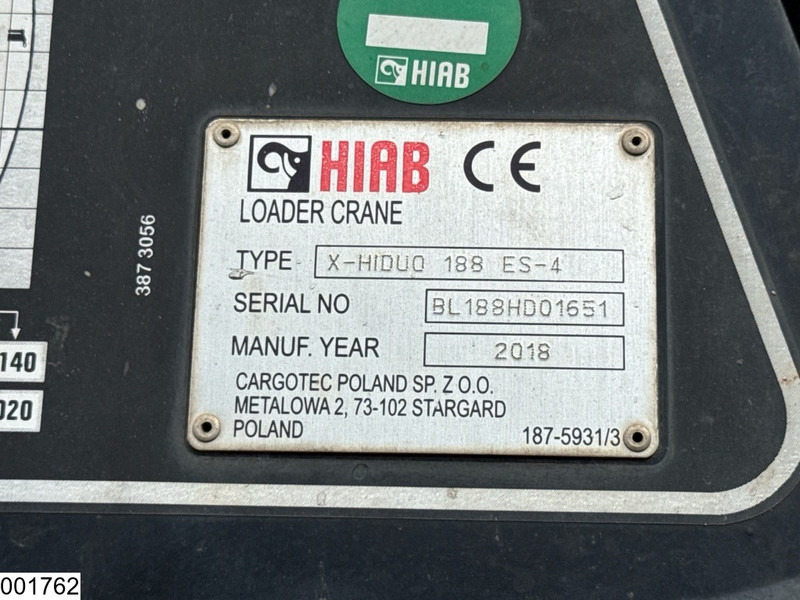 HIAB
HIAB CE
LOADER CRANE
TYPE X-HIDUO 188 ES-4
SERIAL NO BL188HD01651
MANUF. YEAR 2018
CARGOTEC POLAND SP. Z O.O.
METALOWA 2, 73-102 STARGARD
POLAND 187-5931/3
387 3056
140
020
001762